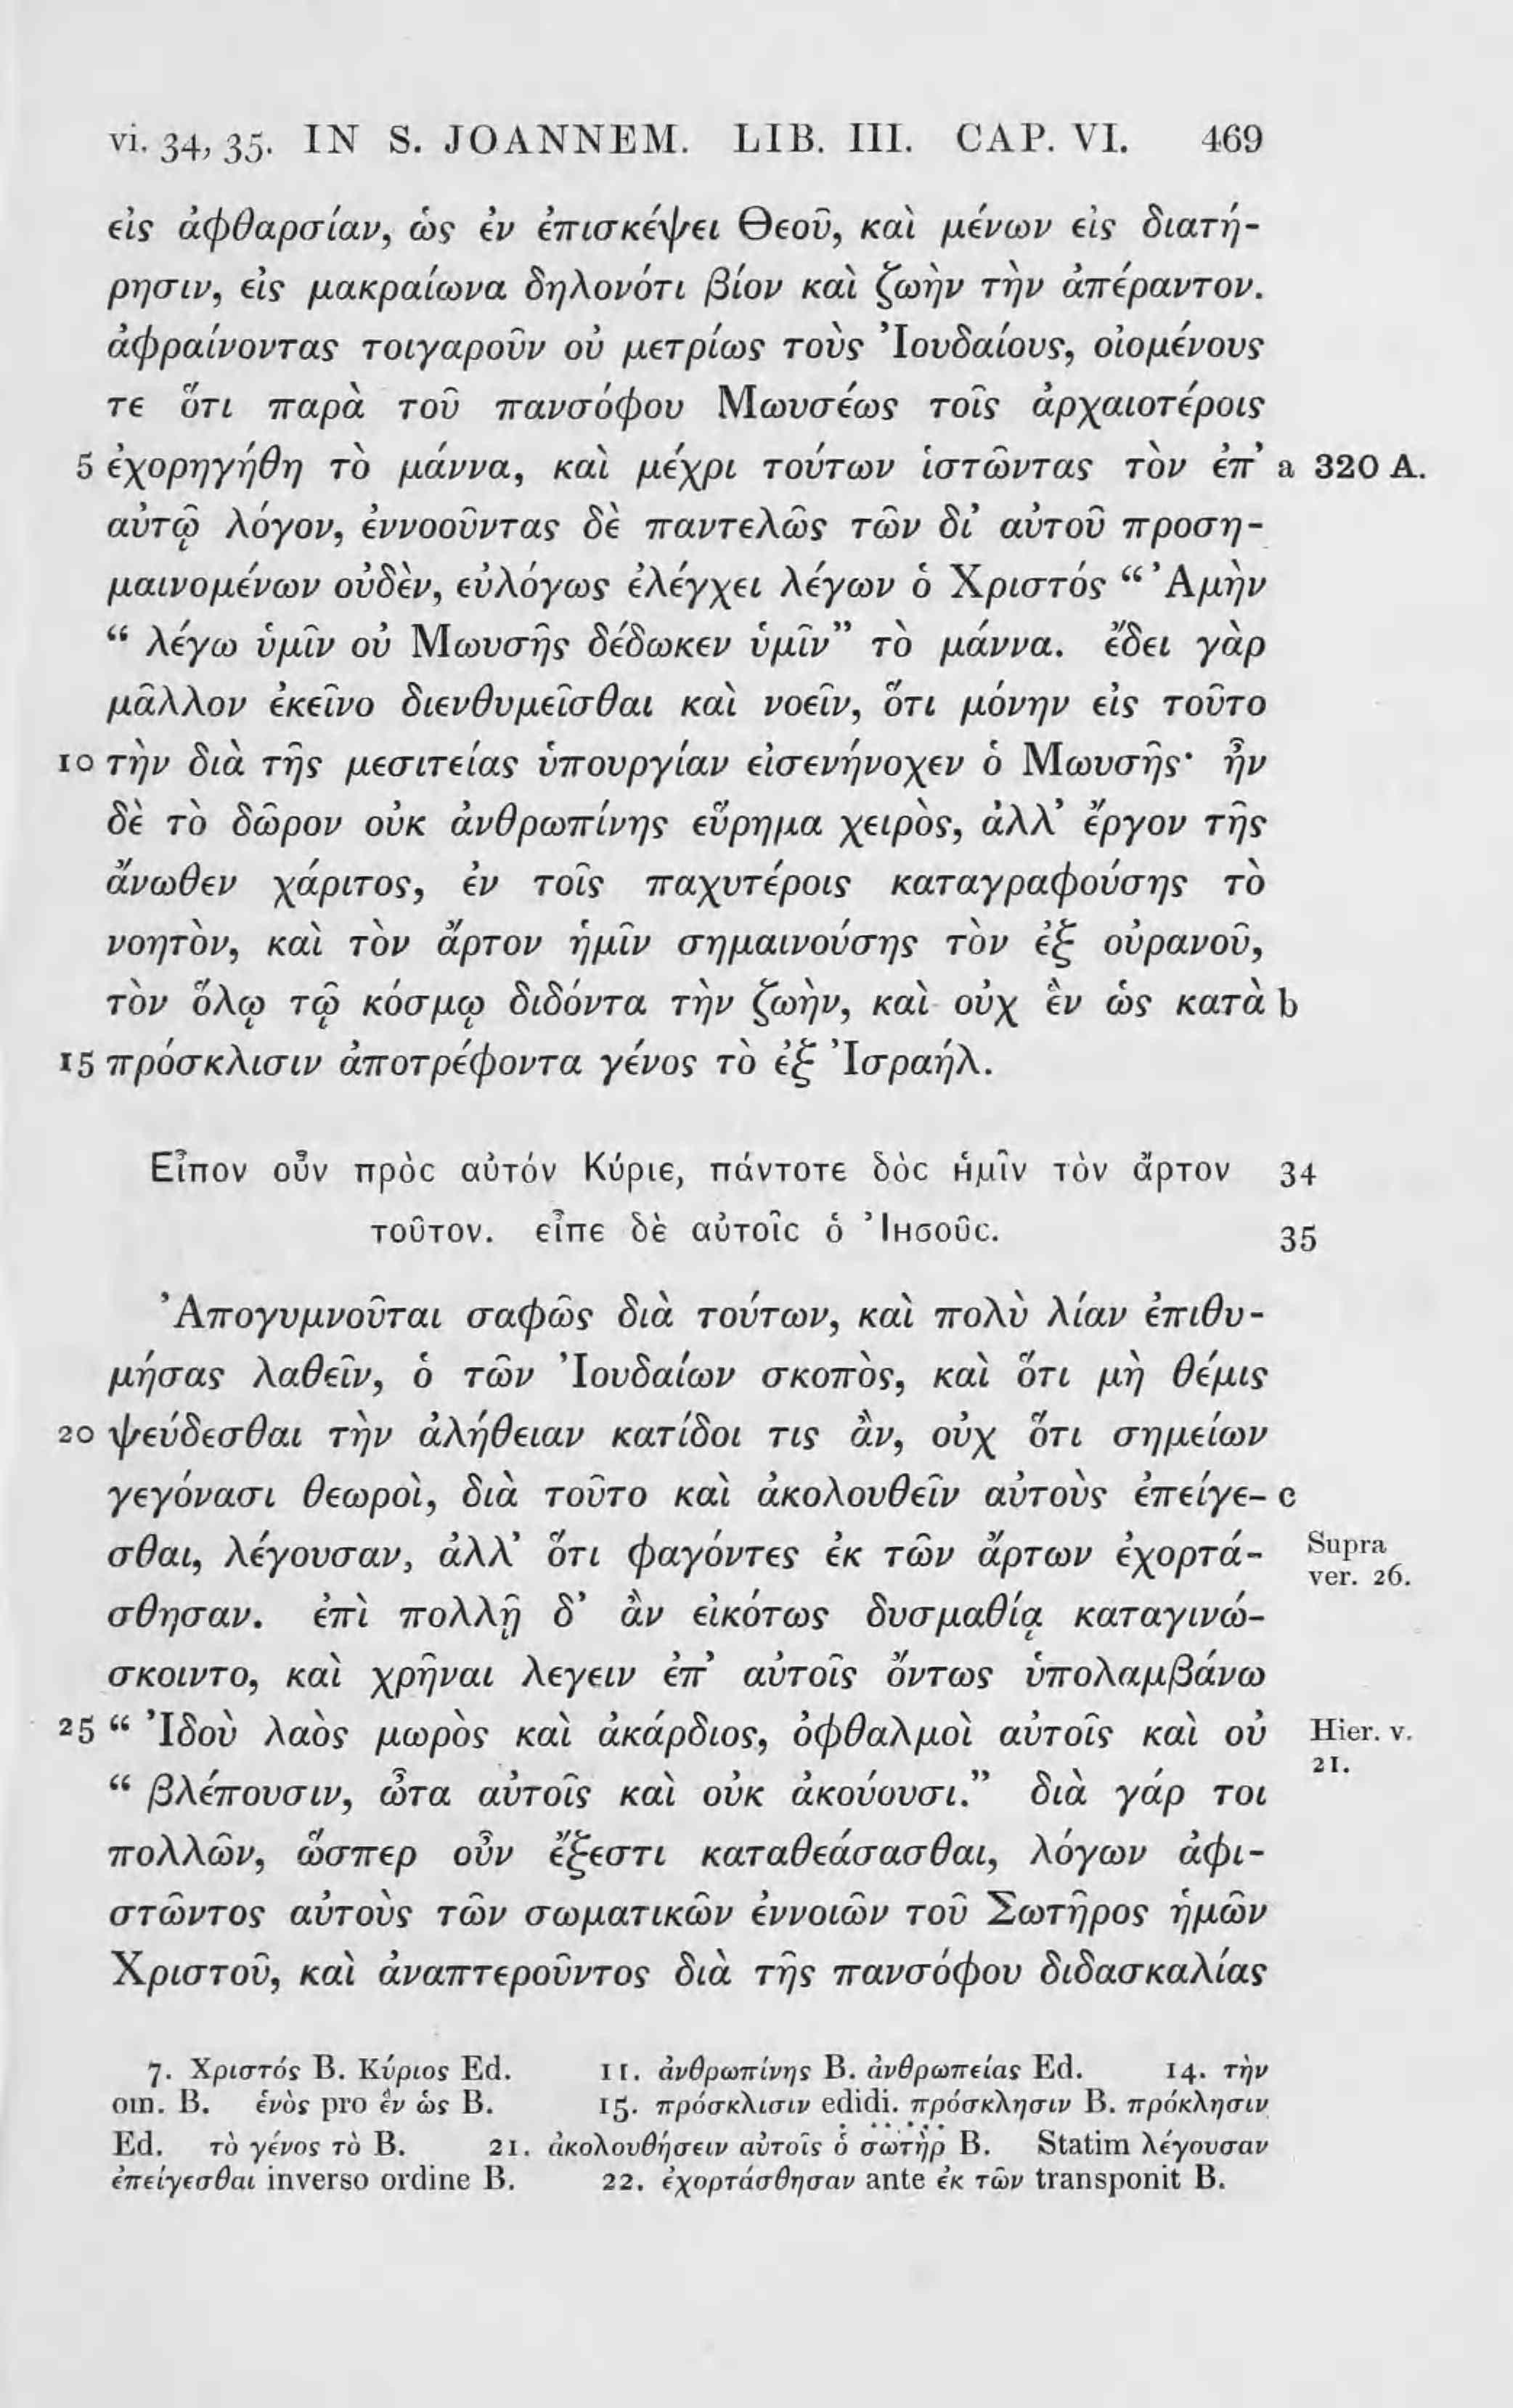 vi. 34, 35. IN S. JOANNEM. LIB. III. CAP. VI. 469
εἰς ἀφθαρσίαν, ὡς ἐν ἐπισκέψει Θεοῦ, καὶ μένων εἰς διατή-
ρησιν, εἰς μακραίωνα δηλονότι βίον καὶ ζωὴν τὴν ἀπέραντον.
ἀφραίνοντας τοιγαροῦν οὐ μετρίως τοὺς Ἰουδαίους, οἰομένους
τε ὅτι παρὰ τοῦ πανσόφου Μωυσέως τοῖς ἀρχαιοτέροις
5 ἐχορηγήθη τὸ μάννα, καὶ μέχρι τούτων ἱστῶντας τὸν ἐπ’ a 320 A.
αὐτῷ λόγον, ἐννοοῦντας δὲ παντελῶς τῶν δι’ αὐτοῦ προση-
μαινομένων οὐδὲν, εὐλόγως ἐλέγχει λέγων ὁ Χριστός “Ἀμὴν
“ λέγω ὑμῖν οὐ Μωυσῆς δέδωκεν ὑμῖν” τὸ μάννα. ἔδει γὰρ
μᾶλλον ἐκεῖνο διενθυμεῖσθαι καὶ νοεῖν, ὅτι μόνην εἰς τοῦτο
10 τὴν διὰ τῆς μεσιτείας ὑπουργίαν εἰσενήνοχεν ὁ Μωυσῆς· ἦν
δὲ τὸ δῶρον οὐκ ἀνθρωπίνης εὕρημα χειρὸς, ἀλλ’ ἔργον τῆς
ἄνωθεν χάριτος, ἐν τοῖς παχυτέροις καταγραφούσης τὸ
νοητὸν, καὶ τὸν ἄρτον ἡμῖν σημαινούσης τὸν ἐξ οὐρανοῦ,
τὸν ὅλῳ τῷ κόσμῳ διδόντα τὴν ζωὴν, καὶ οὐχ ἓν ὡς κατὰ b
15 πρόσκλισιν ἀποτρέφοντα γένος τὸ ἐξ Ἰσραήλ.
Εἶπον οὖν πρὸς αὐτόν Κύριε, πάντοτε δὸς ἡμῖν τὸν ἄρτον 34
τοῦτον. εἶπε δὲ αὐτοῖς ὁ Ἰησοῦς. 35
Ἀπογυμνοῦται σαφῶς διὰ τούτων, καὶ πολὺ λίαν ἐπιθυ-
μήσας λαθεῖν, ὁ τῶν Ἰουδαίων σκοπὸς, καὶ ὅτι μὴ θέμις
20 ψεύδεσθαι τὴν ἀλήθειαν κατίδοι τις ἂν, οὐχ ὅτι σημείων
γεγόνασι θεωροὶ, διὰ τοῦτο καὶ ἀκολουθεῖν αὐτοὺς ἐπείγε- c
σθαι, λέγουσαν, ἀλλ’ ὅτι φαγόντες ἐκ τῶν ἄρτων ἐχορτά- Supra
ver. 26.
σθησαν. ἐπὶ πολλῇ δ’ ἂν εἰκότως δυσμαθίᾳ καταγινώ-
σκοιντο, καὶ χρῆναι λεγειν ἐπ’ αὐτοῖς ὄντως ὑπολαμβάνω
25 “ Ἰδοὺ λαὸς μωρὸς καὶ ἀκάρδιος, ὀφθαλμοὶ αὐτοῖς καὶ οὐ Hier. v.
21.
“ βλέπουσιν, ὦτα αὐτοῖς καὶ οὐκ ἀκούουσι.” διὰ γάρ τοι
πολλῶν, ὥσπερ οὖν ἔξεστι καταθεάσασθαι, λόγων ἀφι-
στῶντος αὐτοὺς τῶν σωματικῶν ἐννοιῶν τοῦ Σωτῆρος ἡμῶν
Χριστοῦ, καὶ ἀναπτεροῦντος διὰ τῆς πανσόφου διδασκαλίας
7. Χριστός B. Κύριος Ed. 11. ἀνθρωπίνης B. ἀνθρωπείας Ed. 14. τὴν
om. B. ἑνὸς pro ἓν ὡς B. 15. πρόσκλισιν edidi. πρόσκλησιν B. πρόκλησιν
Ed. τὸ γένος τὸ B. 21. ἀκολουθήσειν αὐτοῖς ὁ σωτὴρ B. Statim λέγουσαν
ἐπείγεσθαι inverso ordine B. 22. ἐχορτάσθησαν ante ἐκ τῶν transponit B.